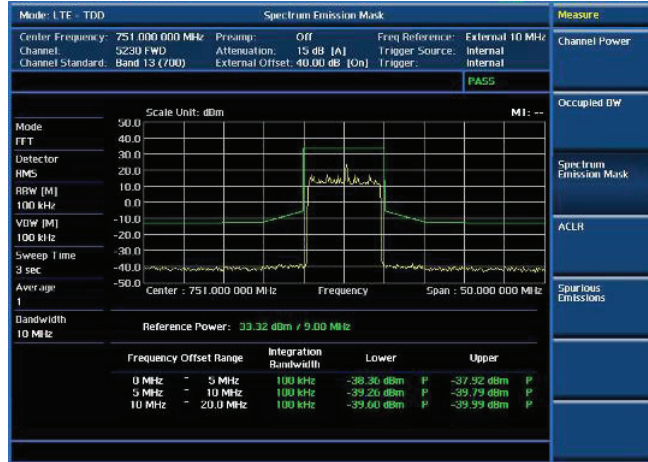 Mode: LTE - TDD Spectrum Emission Mask Measure
Center Frequency: 751.000 000 MHz Preamp: Off Freq Reference: External 10 MHz
Channel: 5230 FWD Attenuation: 15 dB [A] Trigger Source: Internal
Channel Standard: Band 13 (700) External Offset: 40.00 dB [On] Trigger: Internal
PASS
Channel Power
Occupied BW
Spectrum Emission Mask
ACLR
Spurious Emissions
Scale Unit: dBm M1: --
Mode
FFT
Detector
RMS
RBW [M]
100 kHz
VBW [M]
100 kHz
Sweep Time
3 sec
Average
1
Bandwidth
10 MHz
50.0
40.0
30.0
20.0
10.0
0.0
-10.0
-20.0
-30.0
-40.0
-50.0
Center : 751.000 000 MHz Frequency Span : 50.000 000 MHz
Reference Power: 33.32 dBm / 9.00 MHz
Frequency Offset Range Integration Bandwidth Lower Upper
0 MHz - 5 MHz 100 kHz -38.36 dBm P -37.92 dBm P
5 MHz - 10 MHz 100 kHz -39.26 dBm P -39.79 dBm P
10 MHz - 20.0 MHz 100 kHz -39.60 dBm P -39.99 dBm P